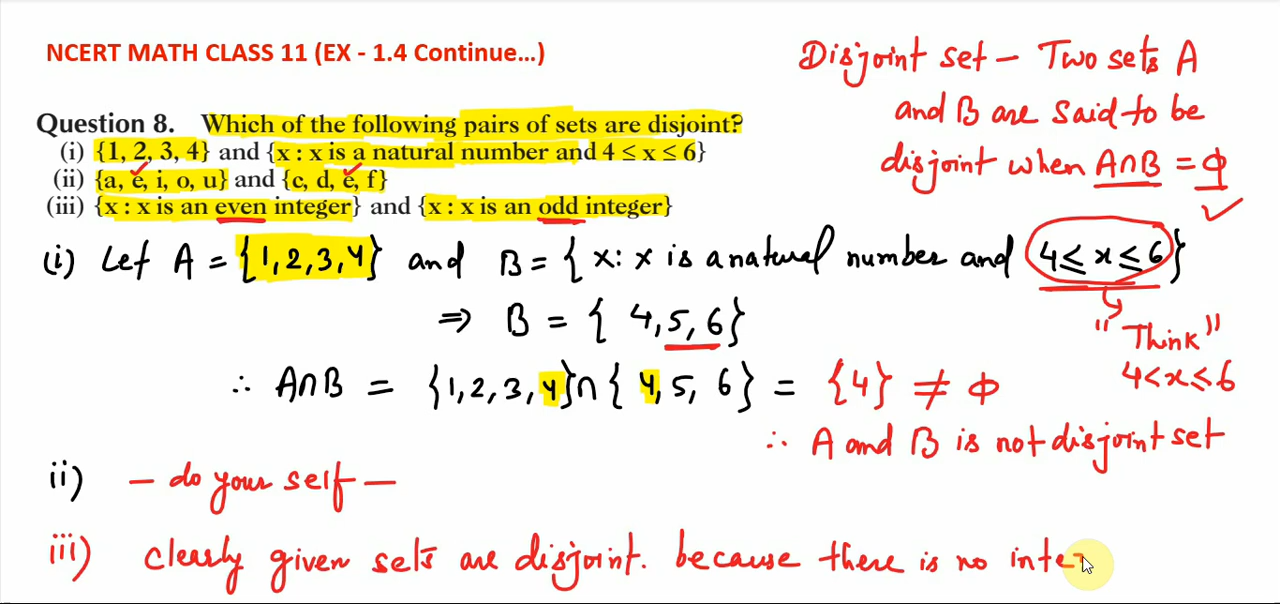 NCERT MATH CLASS 11 (EX - 1.4 Continue...)
Disjoint set - Two sets A
and B are said to be
disjoint when A∩B = ϕ
Question 8. Which of the following pairs of sets are disjoint?
(i) {1, 2, 3, 4} and {x : x is a natural number and 4 ≤ x ≤ 6}
(ii) {a, e, i, o, u} and {c, d, e, f}
(iii) {x : x is an even integer} and {x : x is an odd integer}
(i) Let A = {1,2,3,4} and B = { x: x is a natural number and 4 ≤ x ≤ 6}
⇒ B = { 4, 5, 6}
"Think"
4<x≤6
∴ A∩B = {1,2,3,4}∩{ 4, 5, 6} = {4} ≠ ϕ
∴ A and B is not disjoint set
ii) - do your self -
iii) clearly given sets are disjoint. because there is no inte